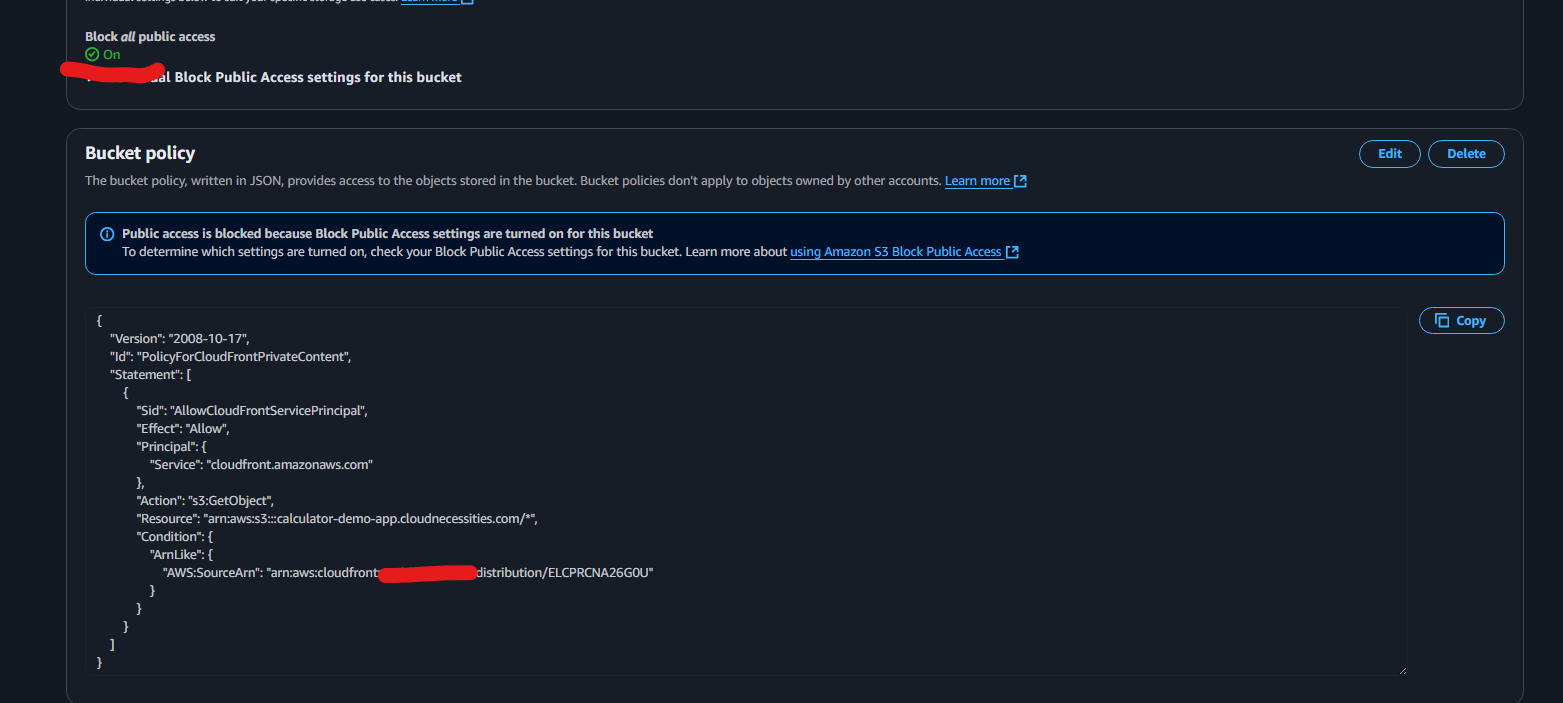 Learn more
Block all public access
On
Block Public Access settings for this bucket
Bucket policy
Edit
Delete
The bucket policy, written in JSON, provides access to the objects stored in the bucket. Bucket policies don't apply to objects owned by other accounts. Learn more
Public access is blocked because Block Public Access settings are turned on for this bucket
To determine which settings are turned on, check your Block Public Access settings for this bucket. Learn more about using Amazon S3 Block Public Access
Copy
{
"Version": "2008-10-17",
"Id": "PolicyForCloudFrontPrivateContent",
"Statement": [
{
"Sid": "AllowCloudFrontServicePrincipal",
"Effect": "Allow",
"Principal": {
"Service": "cloudfront.amazonaws.com"
},
"Action": "s3:GetObject",
"Resource": "arn:aws:s3:::calculator-demo-app.cloudnecessities.com/*",
"Condition": {
"ArnLike": {
"AWS:SourceArn": "arn:aws:cloudfront: distribution/ELCPRCNA26G0U"
}
}
}
]
}